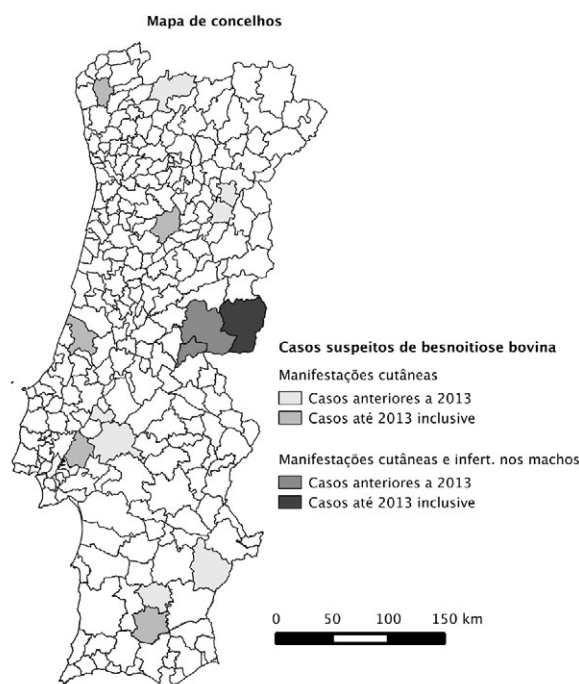 Mapa de concelhos
Casos suspeitos de besnoitiose bovina
Manifestações cutâneas
Casos anteriores a 2013
Casos até 2013 inclusive
Manifestações cutâneas e infert. nos machos
Casos anteriores a 2013
Casos até 2013 inclusive
0 50 100 150 km